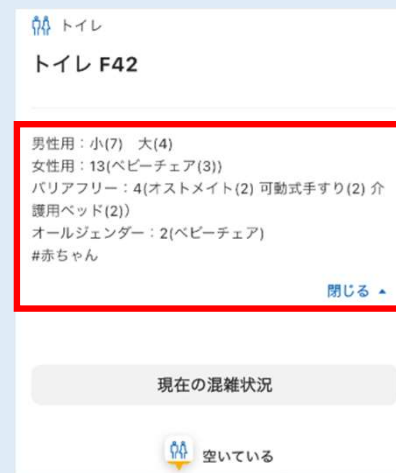 トイレ
トイレ F42
男性用：小(7)　大(4)
女性用：13(ベビーチェア(3))
バリアフリー：4(オストメイト(2) 可動式手すり(2) 介
護用ベッド(2))
オールジェンダー：2(ベビーチェア)
#赤ちゃん
閉じる
現在の混雑状況
空いている